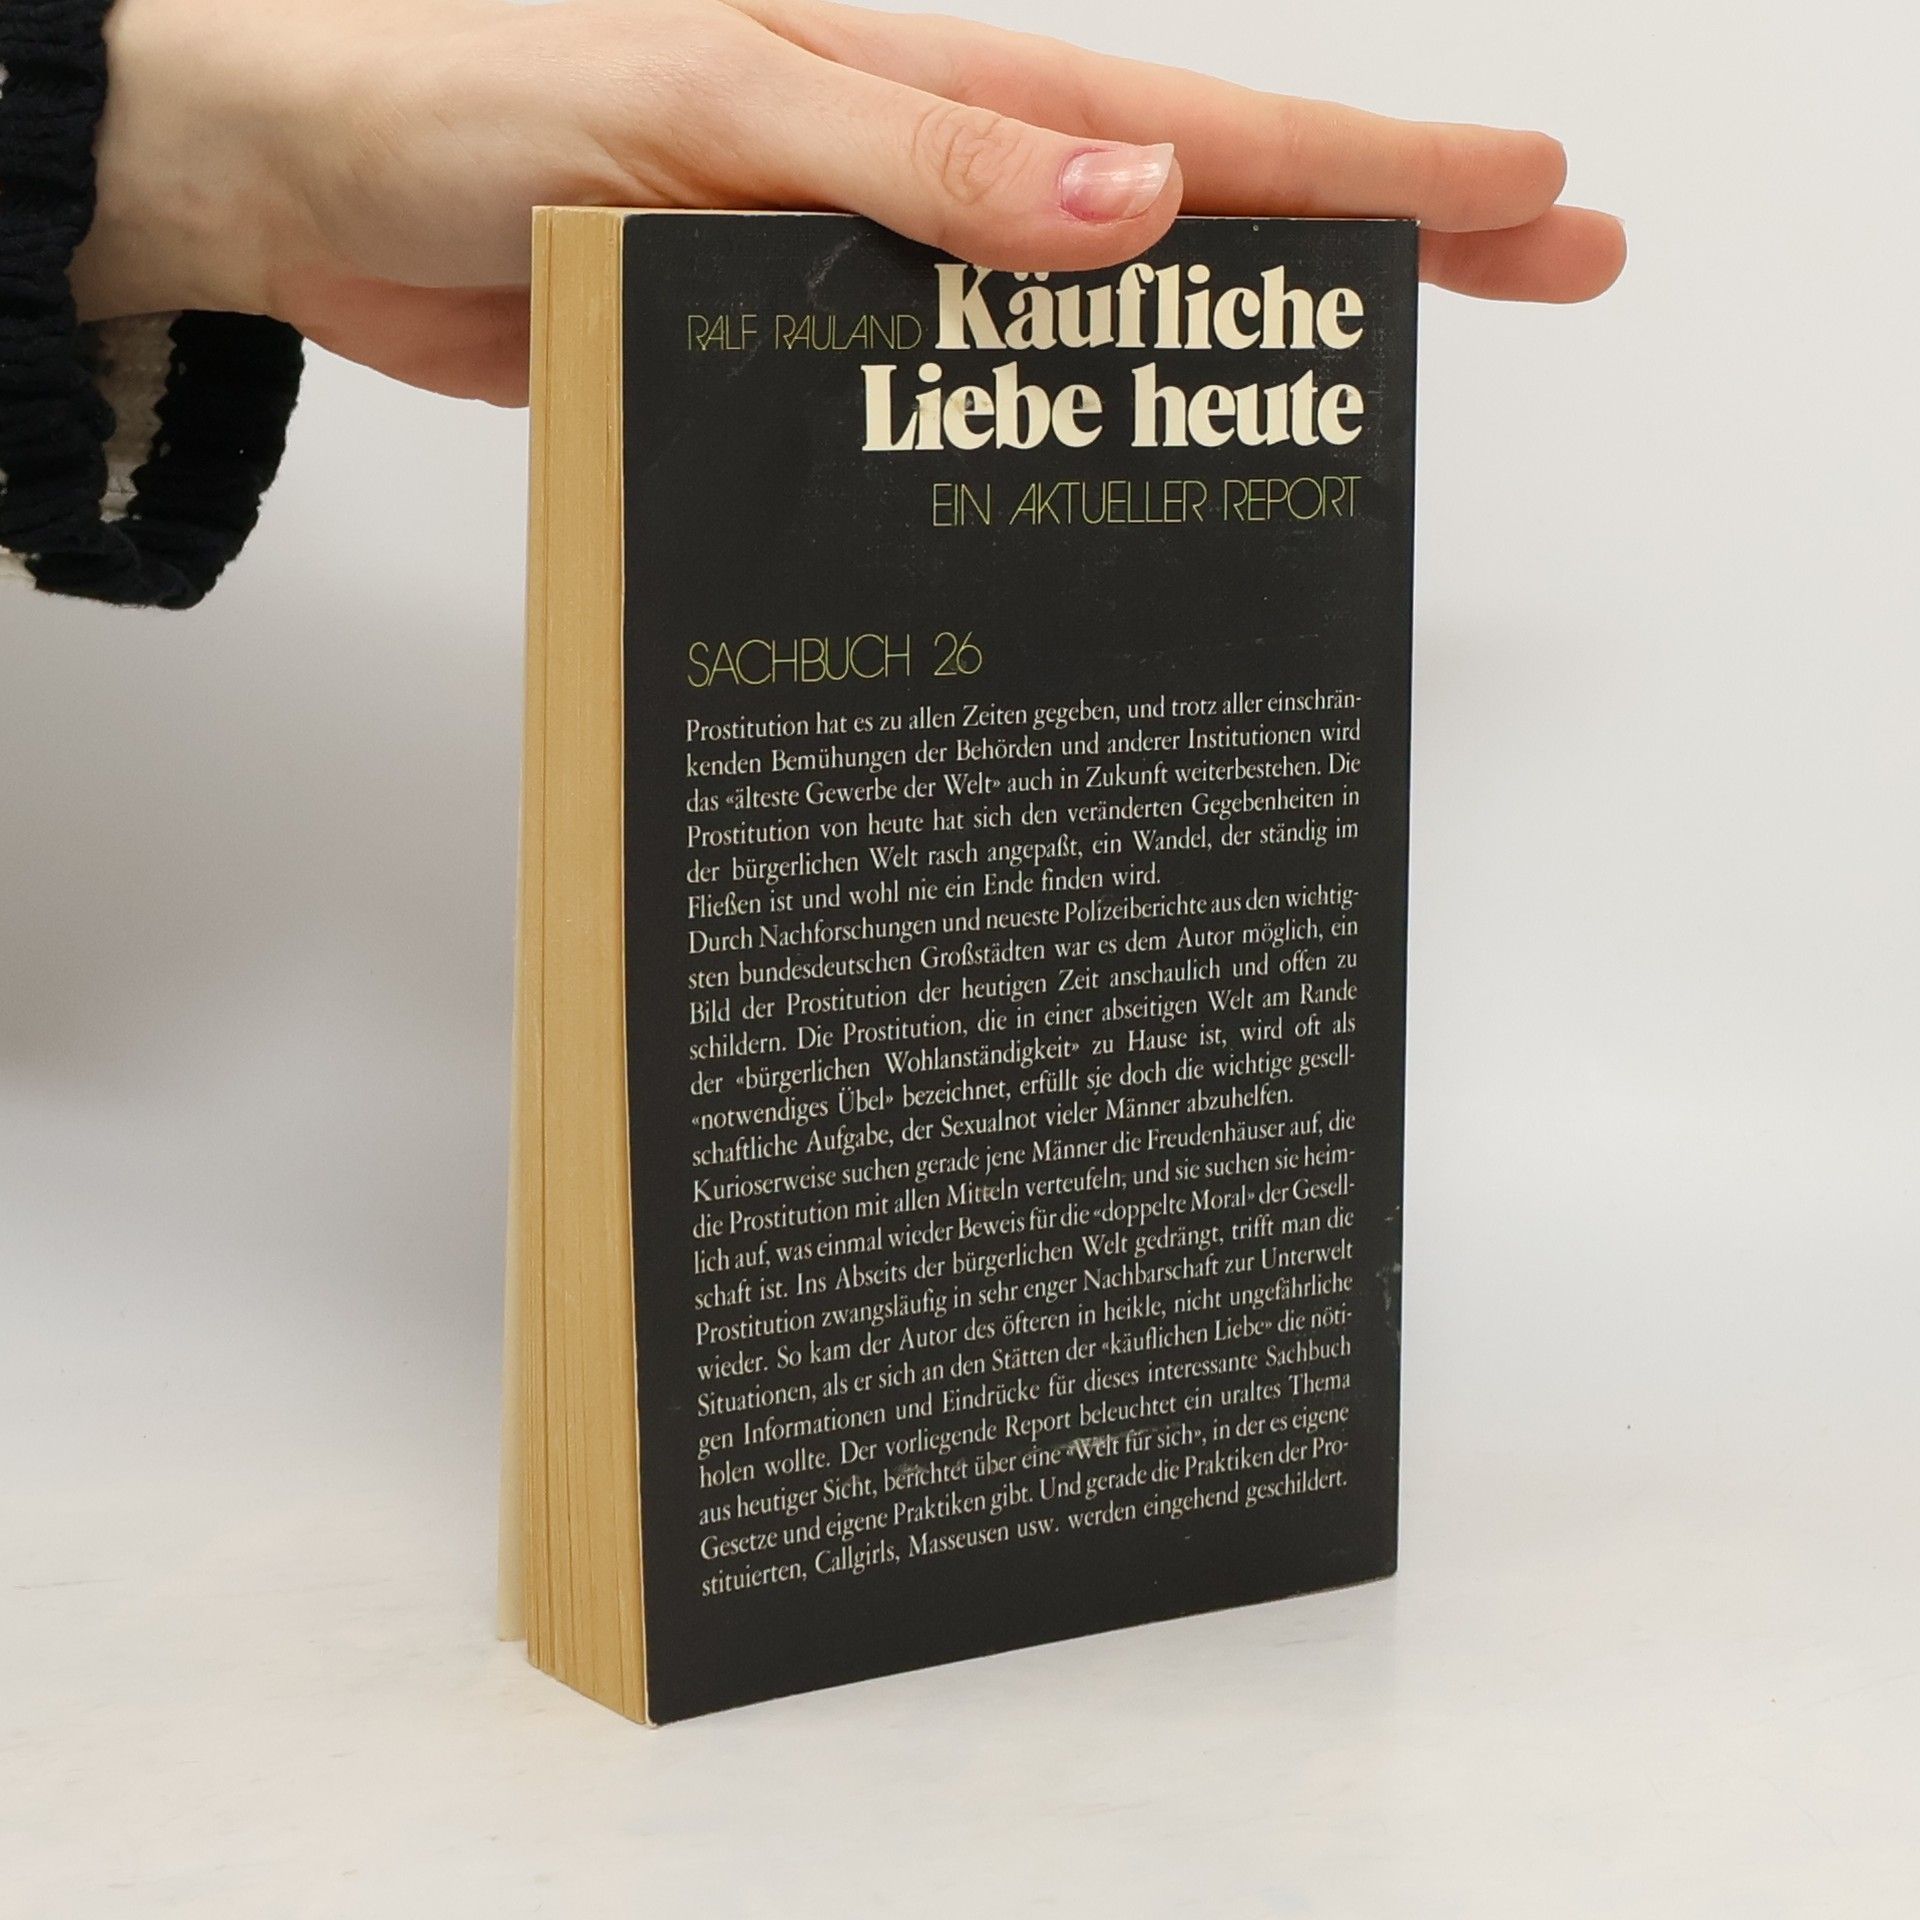 RALF RAULAND Käufliche
Liebe heute
EIN AKTUELLER REPORT
SACHBUCH 26
Prostitution hat es zu allen Zeiten gegeben, und trotz aller einschrän-
kenden Bemühungen der Behörden und anderer Institutionen wird
das «älteste Gewerbe der Welt» auch in Zukunft weiterbestehen. Die
Prostitution von heute hat sich den veränderten Gegebenheiten in
der bürgerlichen Welt rasch angepaßt, ein Wandel, der ständig im
Fließen ist und wohl nie ein Ende finden wird.
Durch Nachforschungen und neueste Polizeiberichte aus den wichtig-
sten bundesdeutschen Großstädten war es dem Autor möglich, ein
Bild der Prostitution der heutigen Zeit anschaulich und offen zu
schildern. Die Prostitution, die in einer abseitigen Welt am Rande
der «bürgerlichen Wohlanständigkeit» zu Hause ist, wird oft als
«notwendiges Übel» bezeichnet, erfüllt sie doch die wichtige gesell-
schaftliche Aufgabe, der Sexualnot vieler Männer abzuhelfen.
Kurioserweise suchen gerade jene Männer die Freudenhäuser auf, die
die Prostitution mit allen Mitteln verteufeln, und sie suchen sie heim-
lich auf, was einmal wieder Beweis für die «doppelte Moral» der Gesell-
schaft ist. Ins Abseits der bürgerlichen Welt gedrängt, trifft man die
Prostitution zwangsläufig in sehr enger Nachbarschaft zur Unterwelt
wieder. So kam der Autor des öfteren in heikle, nicht ungefährliche
Situationen, als er sich an den Stätten der «käuflichen Liebe» die nöti-
gen Informationen und Eindrücke für dieses interessante Sachbuch
holen wollte. Der vorliegende Report beleuchtet ein uraltes Thema
aus heutiger Sicht, berichtet über eine «Welt für sich», in der es eigene
Gesetze und eigene Praktiken gibt. Und gerade die Praktiken der Pro-
stituierten, Callgirls, Masseusen usw. werden eingehend geschildert.